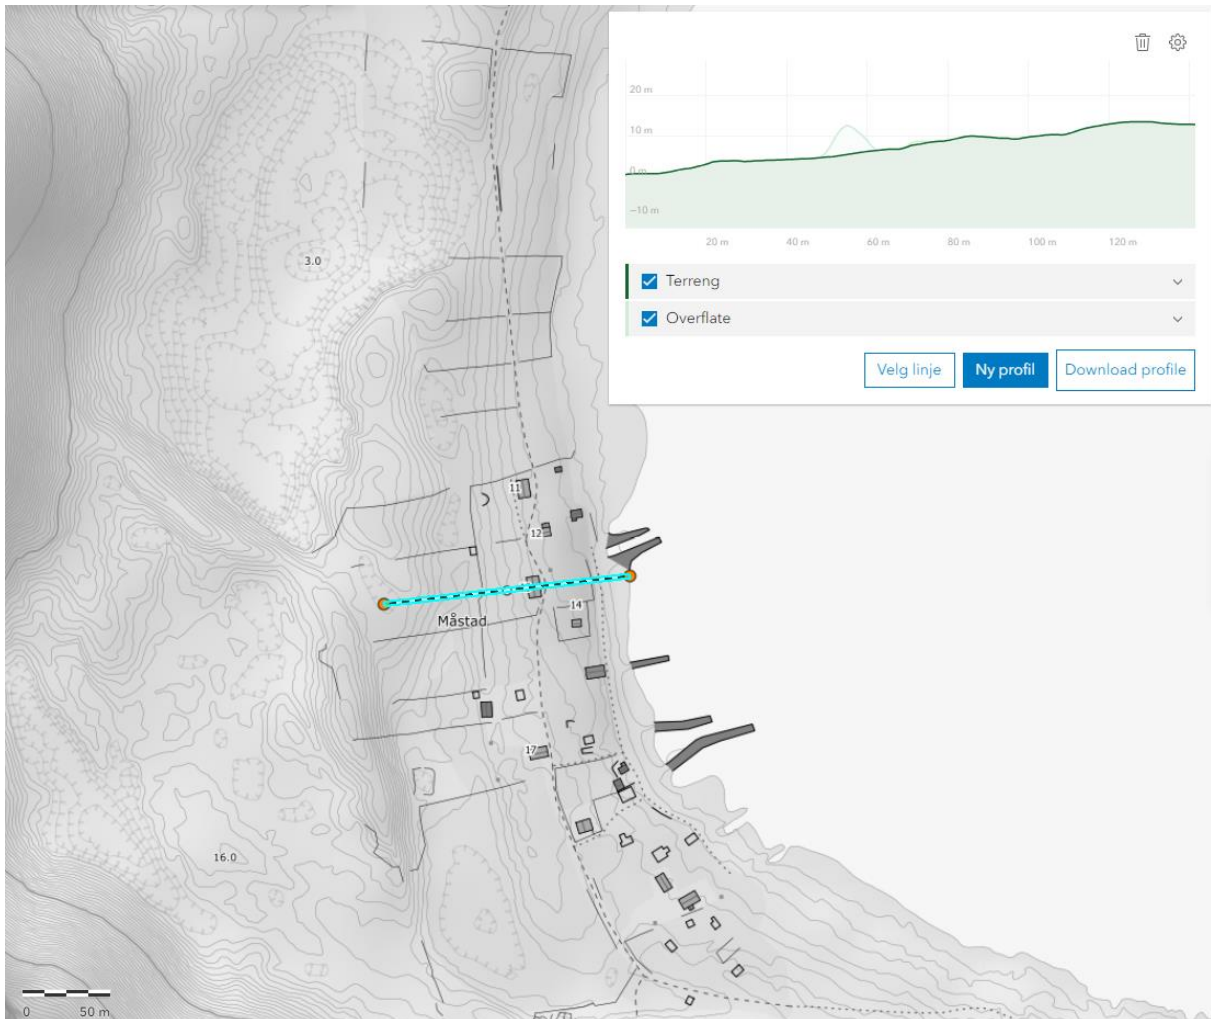 20 m
10 m
0 m
−10 m
20 m 40 m 60 m 80 m 100 m 120 m
Terreng
Overflate
Velg linje Ny profil Download profile
3.0
11
12
14
Måstad
17
16.0
0 50 m